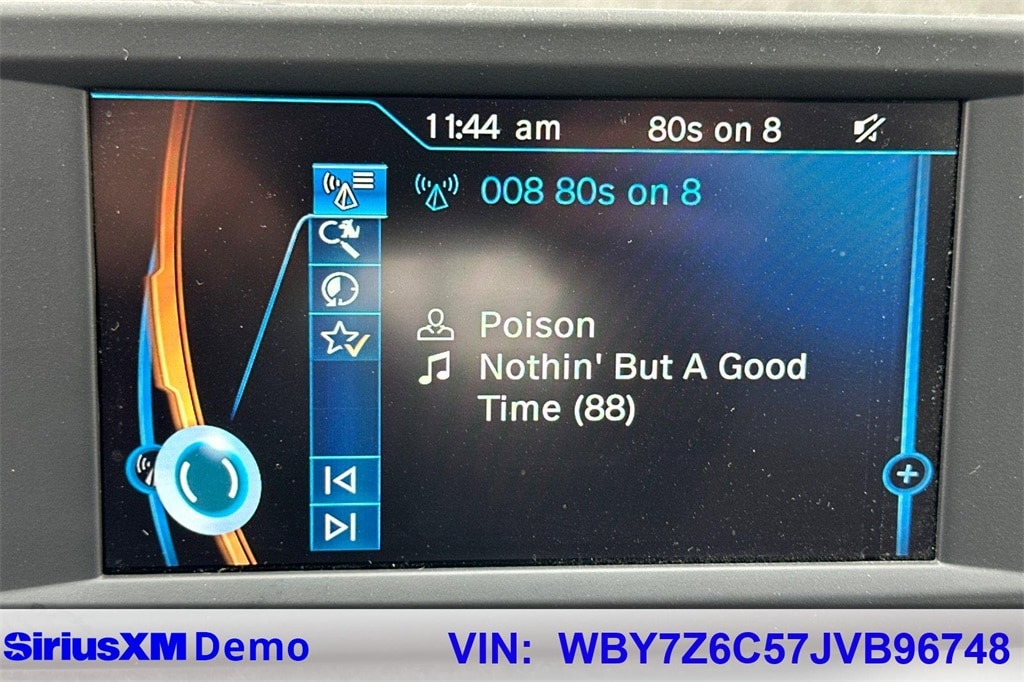 11:44 am 80s on 8
008 80s on 8
Poison
Nothin' But A Good
Time (88)
SiriusXM Demo VIN: WBY7Z6C57JVB96748